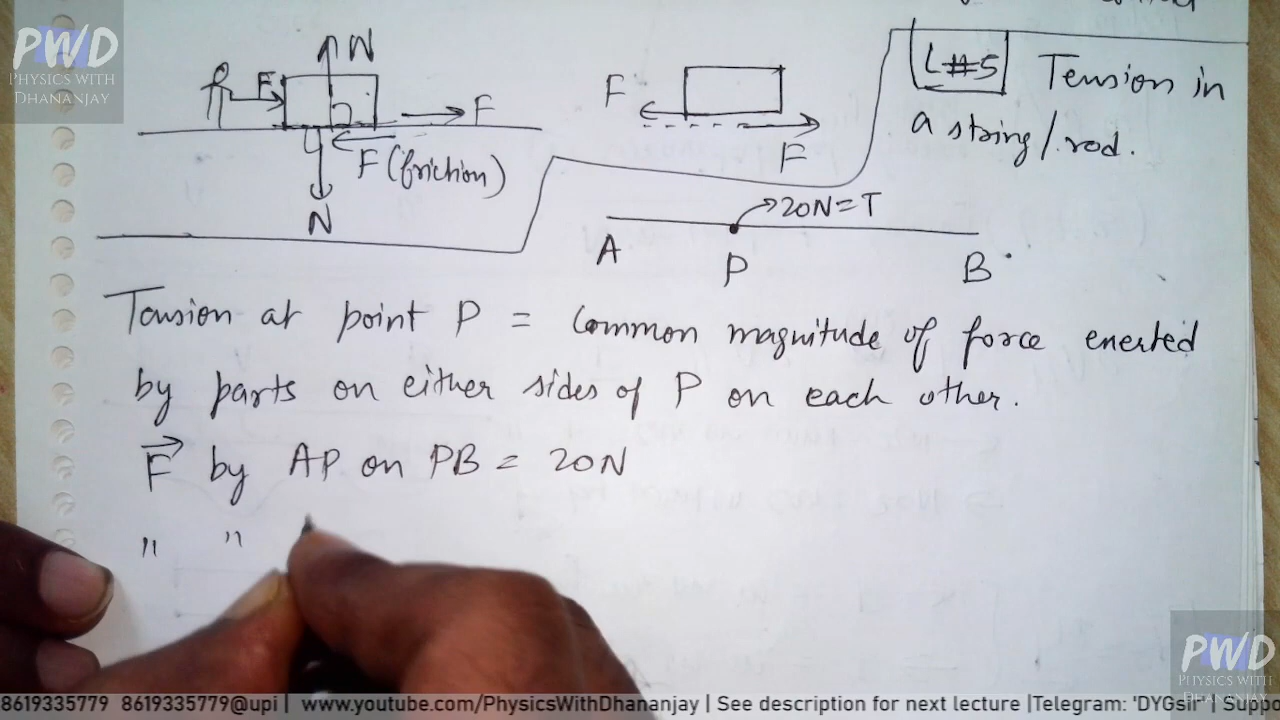 PWD
PHYSICS WITH
DHANANJAY
N
F
F
F (friction)
N
F
F
L#5
Tension in
a string / rod.
20N = T
A
P
B
Tension at point P = Common magnitude of force enerted
by parts on either sides of P on each other.
F by AP on PB = 20N
" "
PWD
PHYSICS WITH
DHANANJAY
8619335779 8619335779@upi | www.youtube.com/PhysicsWithDhananjay | See description for next lecture |Telegram: 'DYGsir' | Suppo